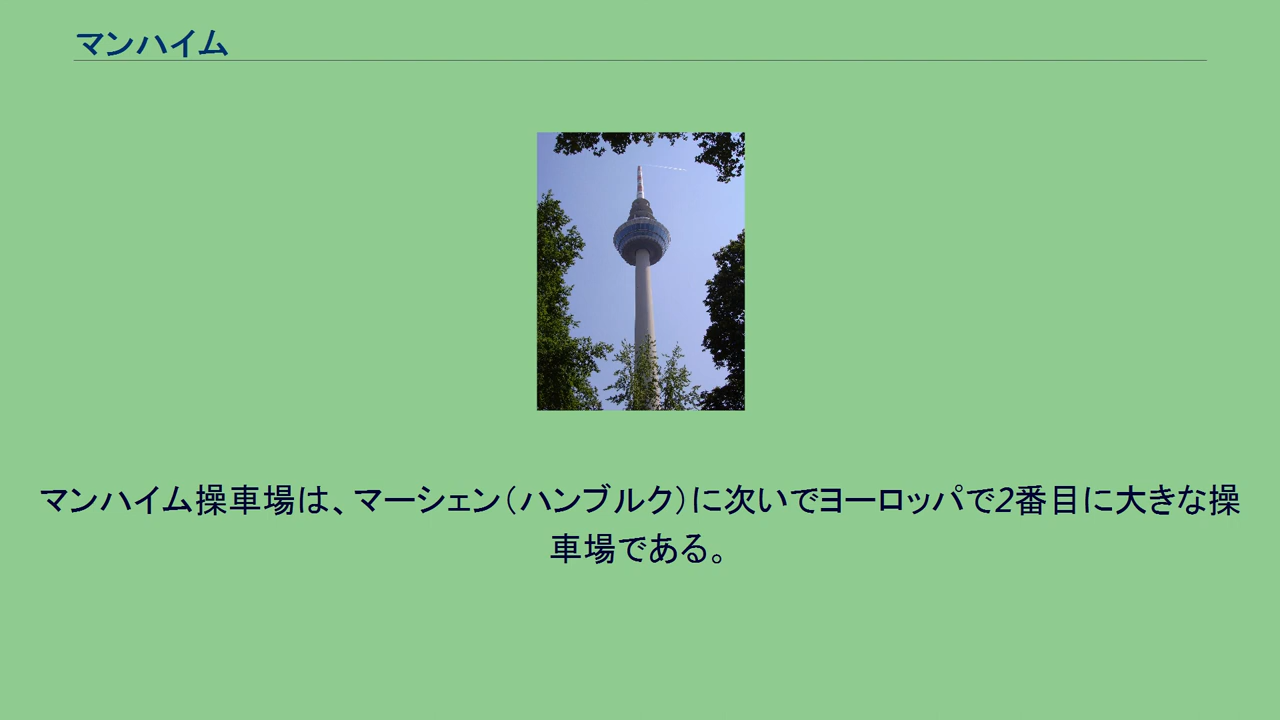 マンハイム
マンハイム操車場は、マーシェン（ハンブルク）に次いでヨーロッパで2番目に大きな操
車場である。